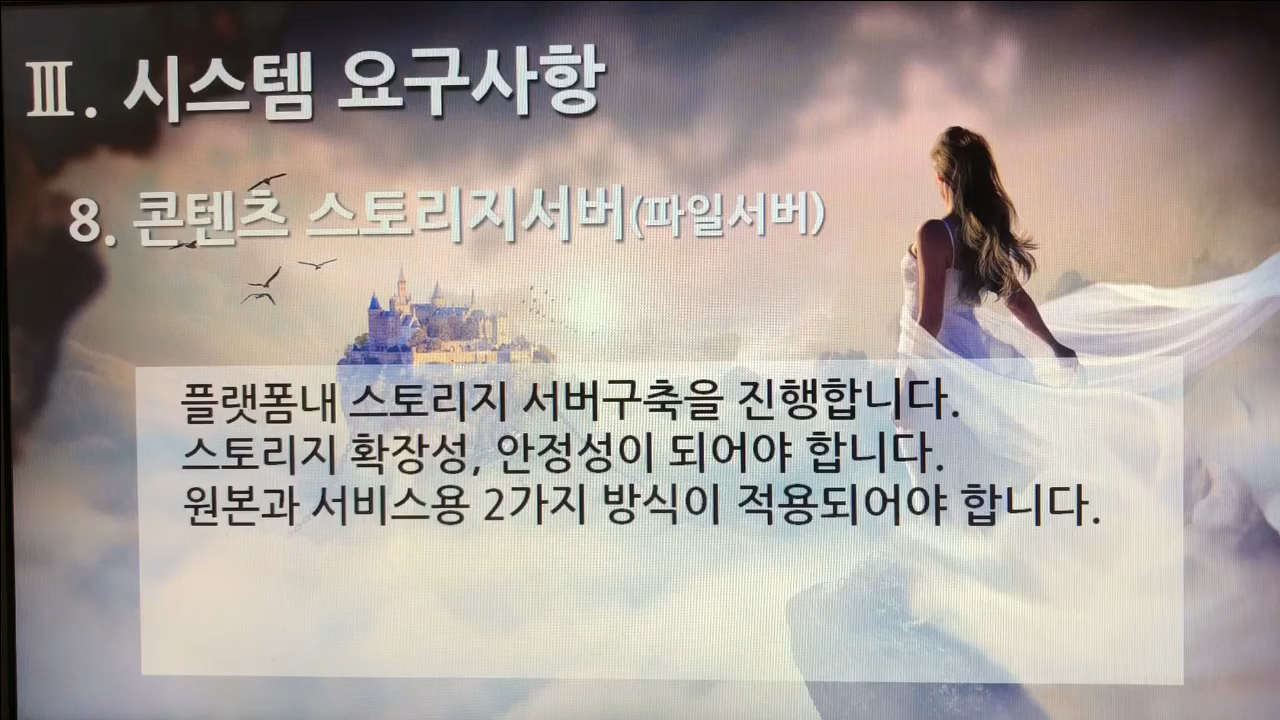 Ⅲ. 시스템 요구사항
8. 콘텐츠 스토리지서버(파일서버)
플랫폼내 스토리지 서버구축을 진행합니다.
스토리지 확장성, 안정성이 되어야 합니다.
원본과 서비스용 2가지 방식이 적용되어야 합니다.